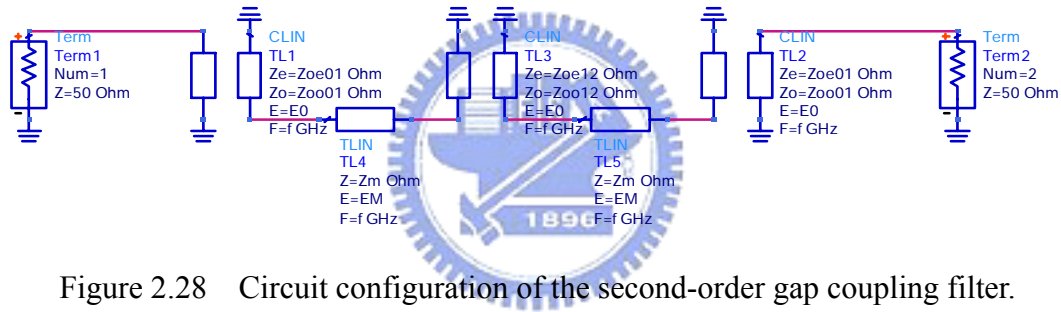 Term
Term1
Num=1
Z=50 Ohm
CLIN
TL1
Ze=Zoe01 Ohm
Zo=Zoo01 Ohm
E=E0
F=f GHz
TLIN
TL4
Z=Zm Ohm
E=EM
F=f GHz
CLIN
TL3
Ze=Zoe12 Ohm
Zo=Zoo12 Ohm
E=E0
F=f GHz
TLIN
TL5
Z=Zm Ohm
E=EM
F=f GHz
CLIN
TL2
Ze=Zoe01 Ohm
Zo=Zoo01 Ohm
E=E0
F=f GHz
Term
Term2
Num=2
Z=50 Ohm
1896
Figure 2.28 Circuit configuration of the second-order gap coupling filter.